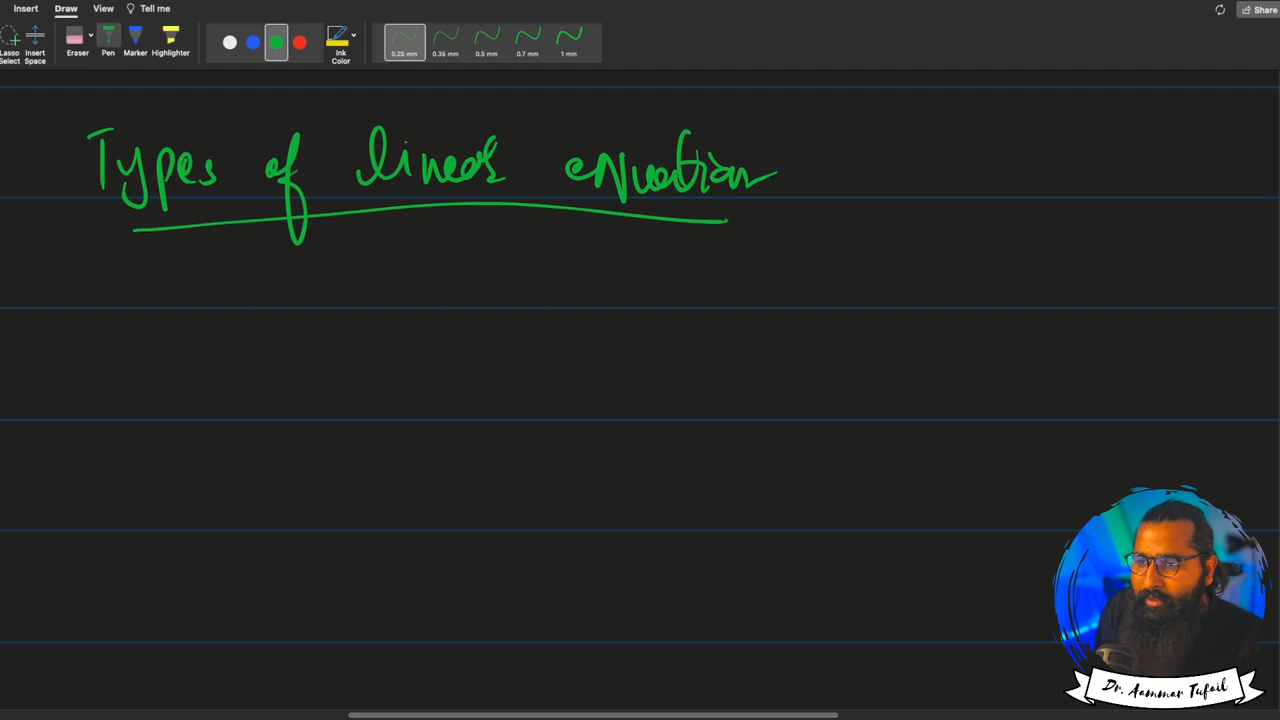 Insert Draw View Tell me Share
Lasso Select Insert Space Eraser Pen Marker Highlighter Ink Color 0.25 mm 0.35 mm 0.5 mm 0.7 mm 1 mm
Types of linear equation
Dr. Aammar Tufail